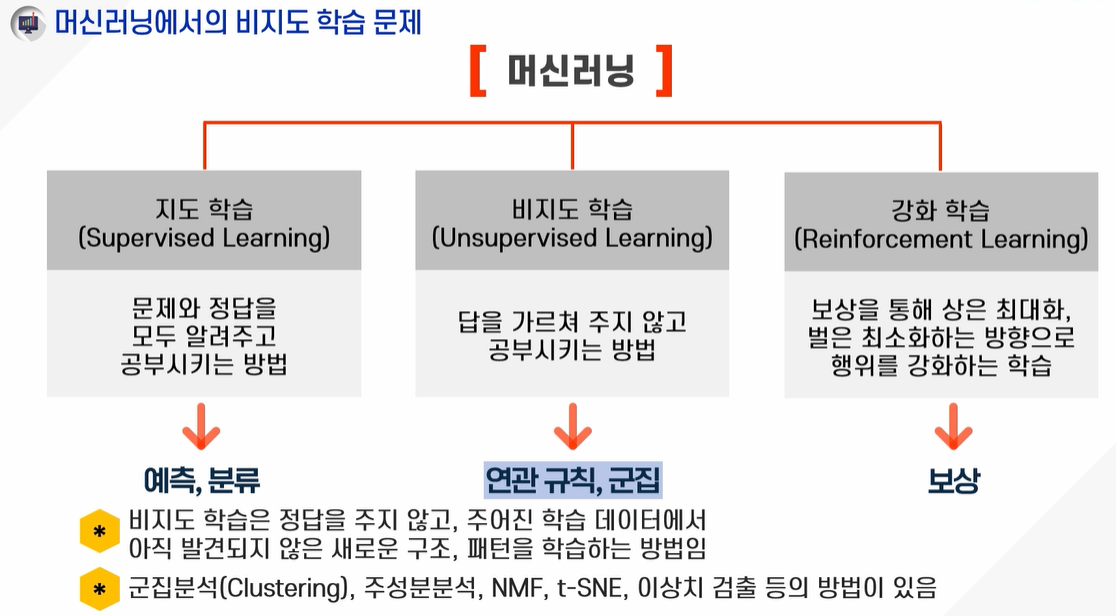 머신러닝에서의 비지도 학습 문제
[ 머신러닝 ]
지도 학습
(Supervised Learning)
문제와 정답을
모두 알려주고
공부시키는 방법
예측, 분류
비지도 학습
(Unsupervised Learning)
답을 가르쳐 주지 않고
공부시키는 방법
연관 규칙, 군집
강화 학습
(Reinforcement Learning)
보상을 통해 상은 최대화,
벌은 최소화하는 방향으로
행위를 강화하는 학습
보상
* 비지도 학습은 정답을 주지 않고, 주어진 학습 데이터에서
아직 발견되지 않은 새로운 구조, 패턴을 학습하는 방법임
* 군집분석(Clustering), 주성분분석, NMF, t-SNE, 이상치 검출 등의 방법이 있음